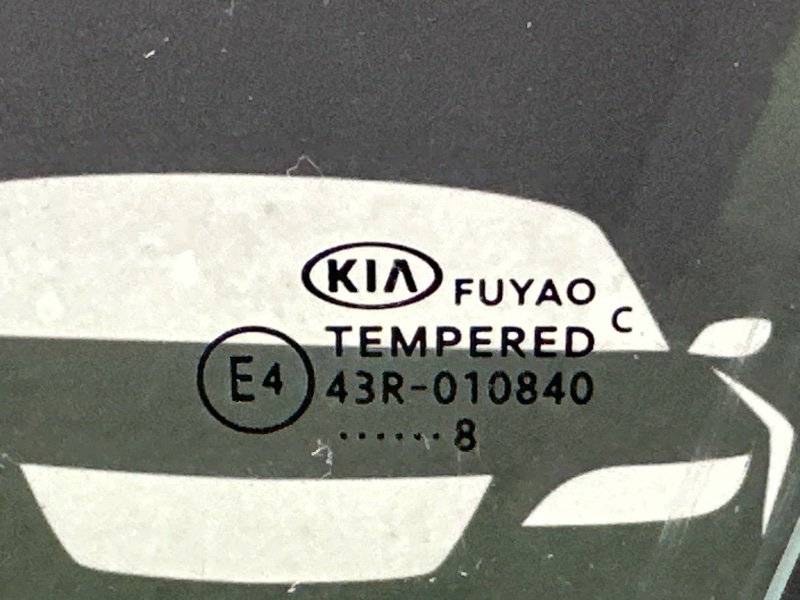 KIA FUYAO
C
TEMPERED
E4 43R-010840
......8